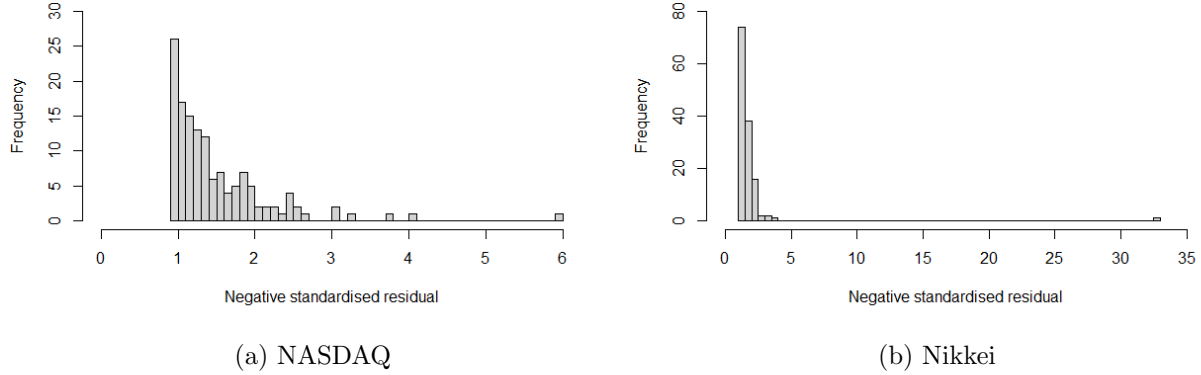 30
25
20
15
10
5
0
Frequency
0 1 2 3 4 5 6
Negative standardised residual
(a) NASDAQ
80
60
40
20
0
Frequency
0 5 10 15 20 25 30 35
Negative standardised residual
(b) Nikkei